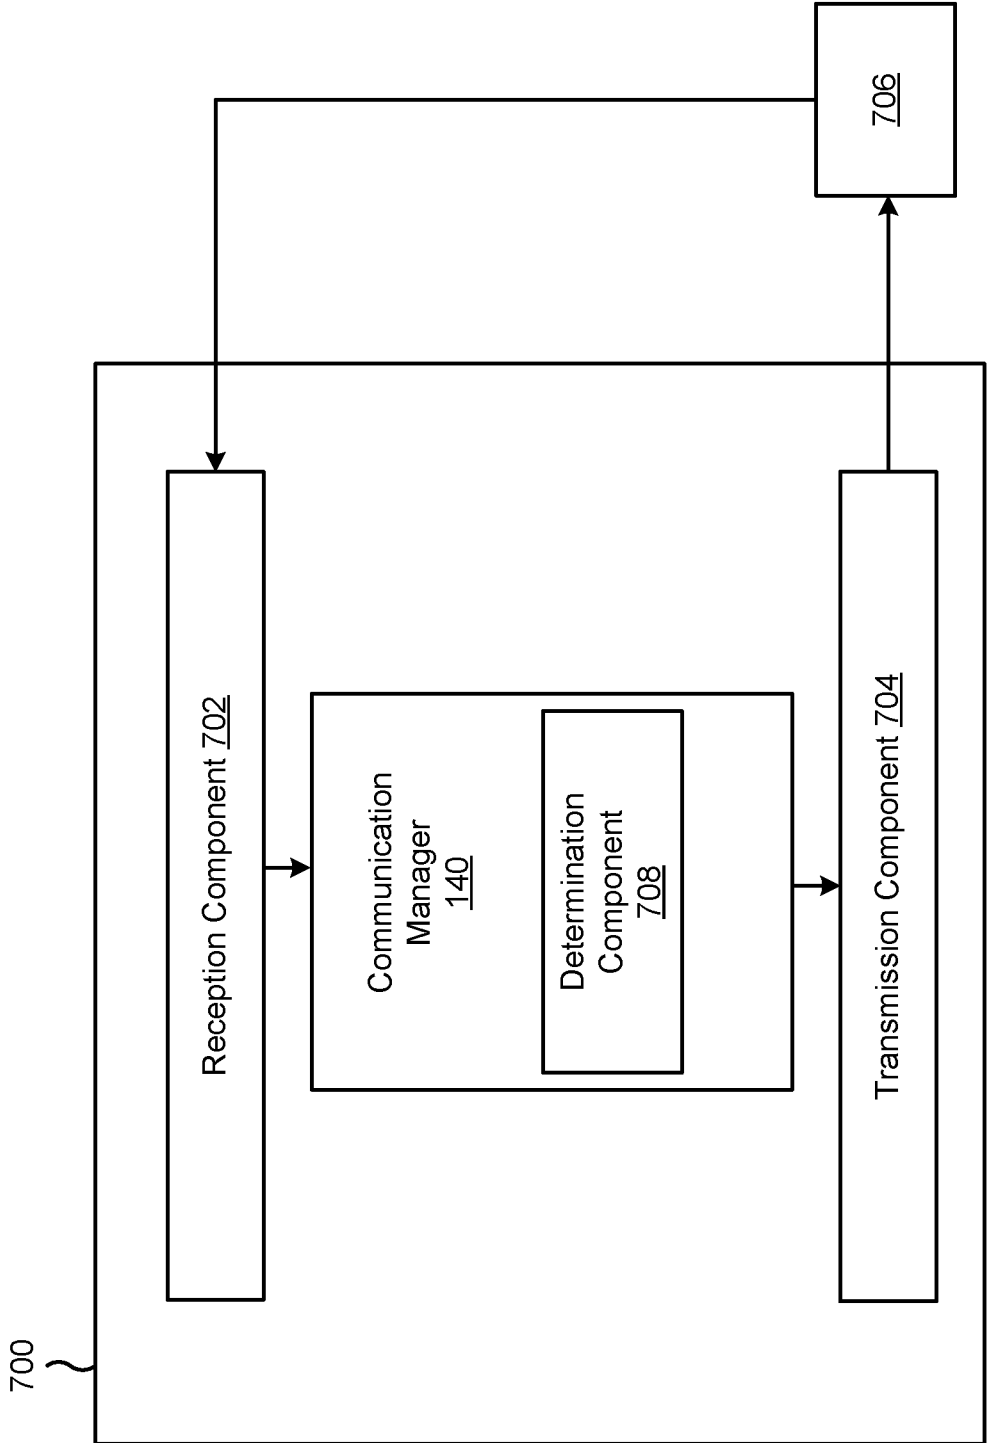 700
Reception Component 702
Communication
Manager
140
Determination
Component
708
Transmission Component 704
706